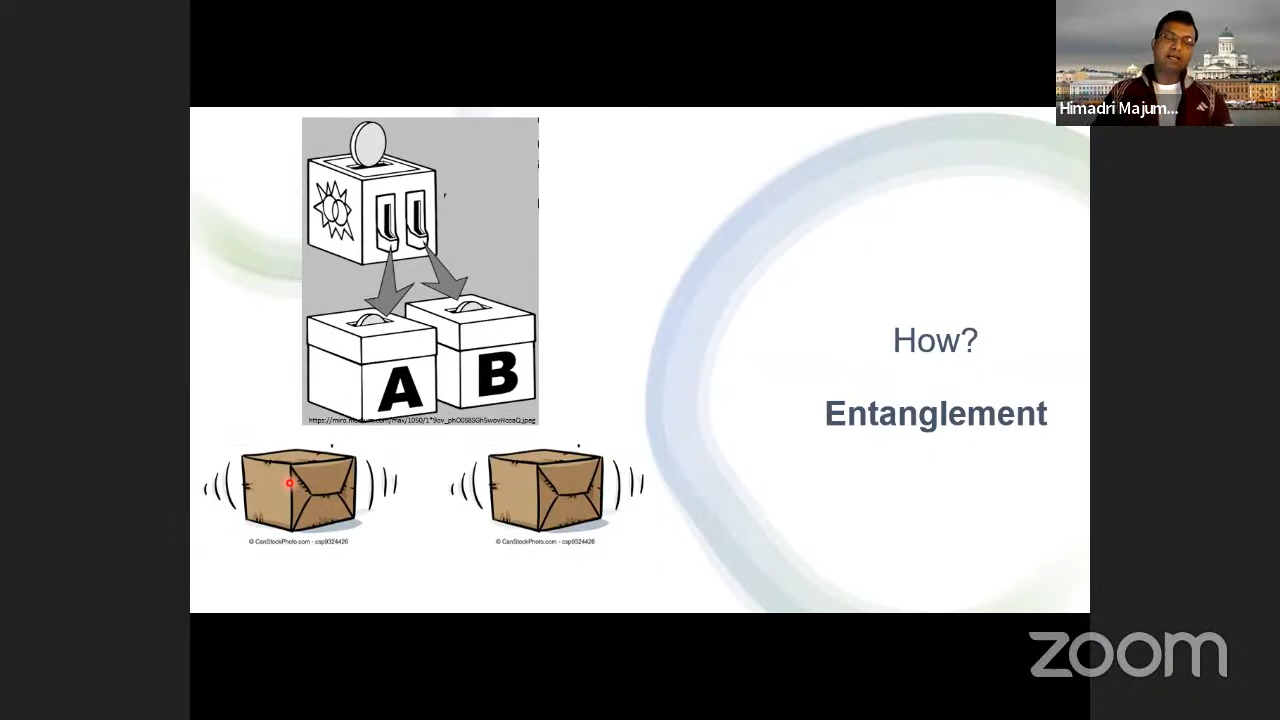 Himadri Majum...
A
B
How?
Entanglement
© CanStockPhoto.com - csp9324426
© CanStockPhoto.com - csp9324426
zoom